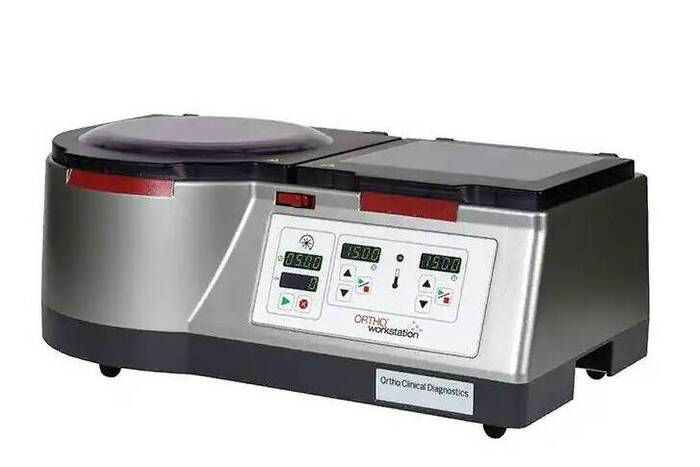 05:00
0
15:00
15:00
ORTHO
workstation
Ortho Clinical Diagnostics